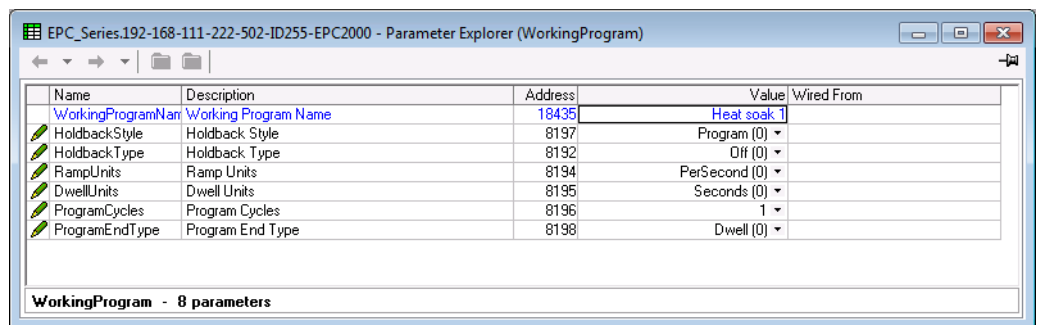 EPC_Series.192-168-111-222-502-ID255-EPC2000 - Parameter Explorer (WorkingProgram)
Name Description Address Value Wired From
WorkingProgramNam Working Program Name 18435 Heat soak 1
HoldbackStyle Holdback Style 8197 Program (0)
HoldbackType Holdback Type 8192 Off (0)
RampUnits Ramp Units 8194 PerSecond (0)
DwellUnits Dwell Units 8195 Seconds (0)
ProgramCycles Program Cycles 8196 1
ProgramEndType Program End Type 8198 Dwell (0)
WorkingProgram - 8 parameters